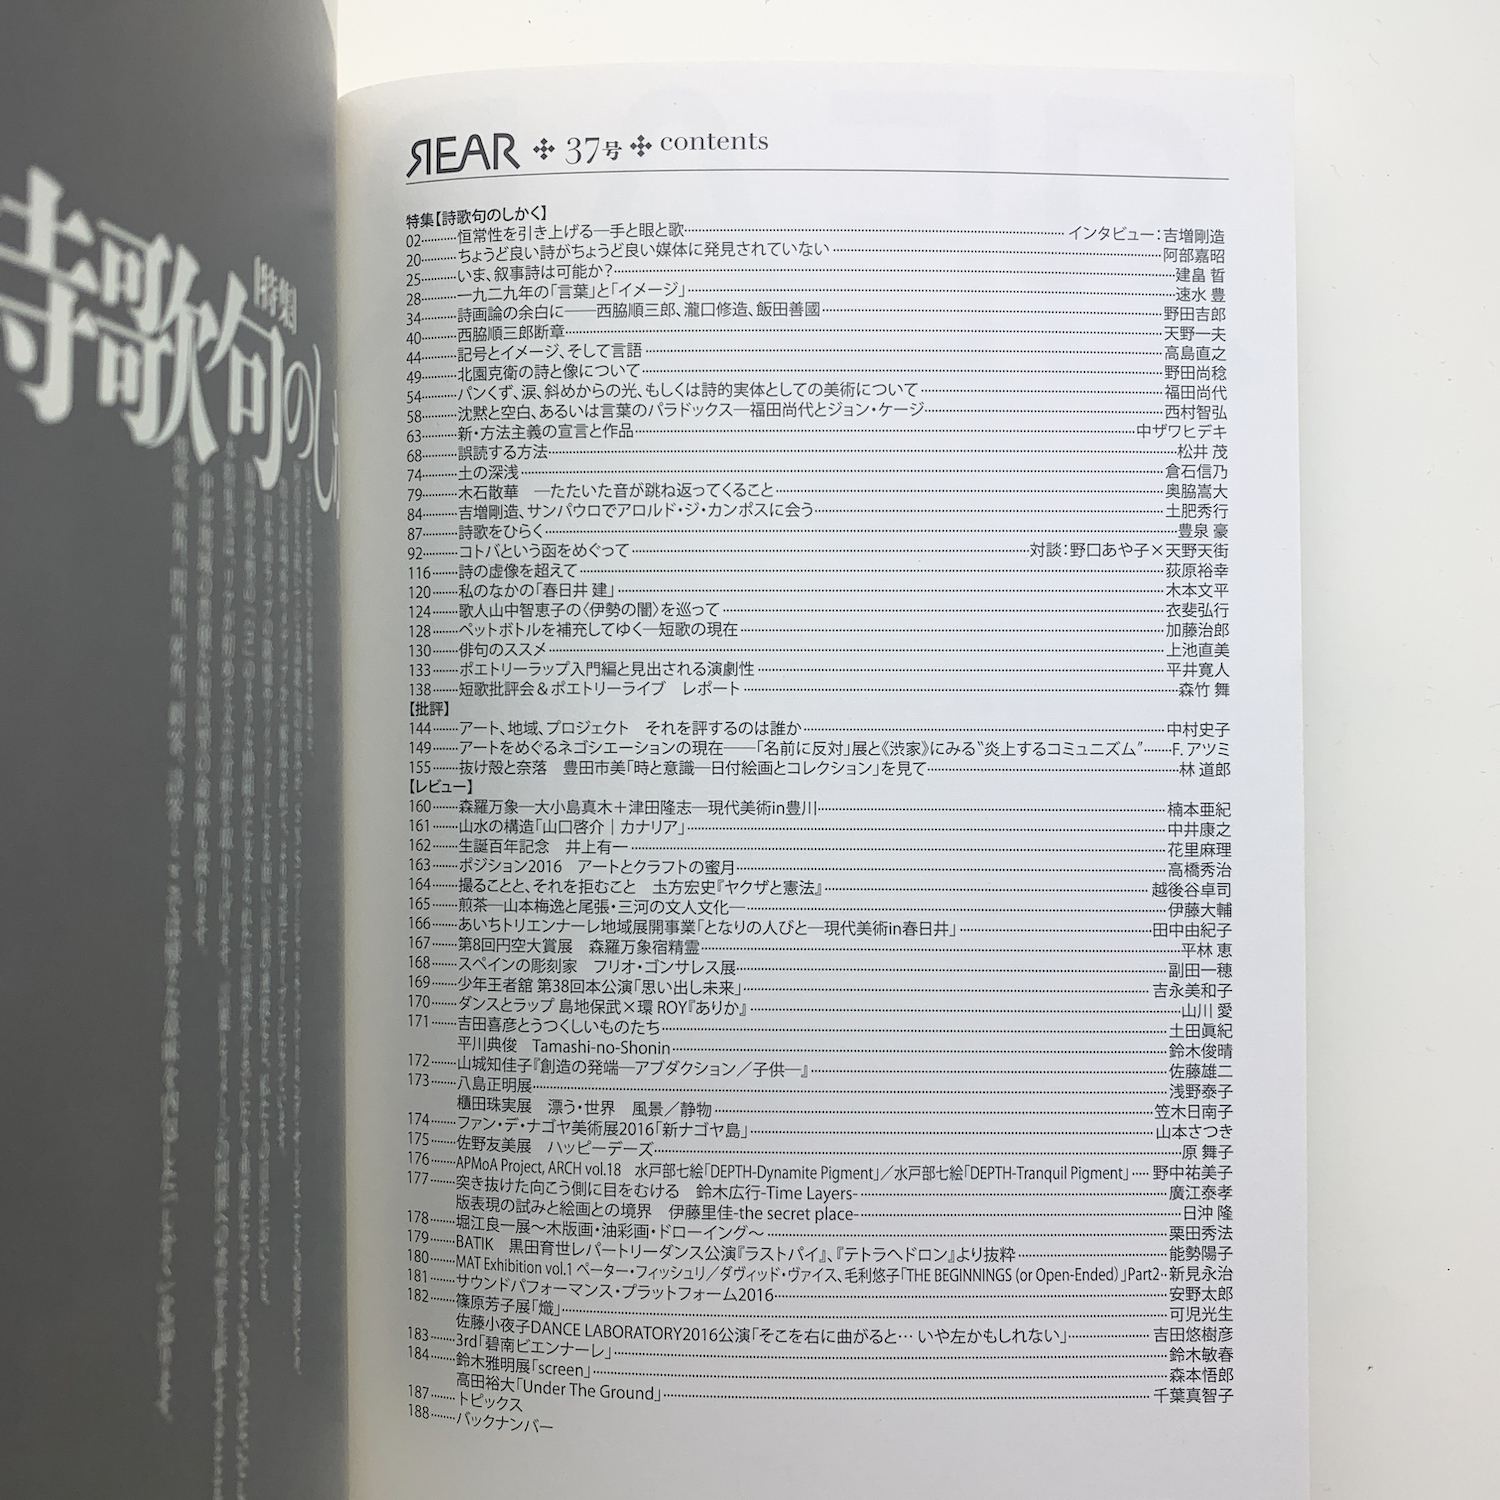 特集
詩歌句のし
REAR 37号 contents
特集【詩歌句のしかく】
02 恒常性を引き上げる―手と眼と歌 インタビュー：吉増剛造
20 ちょうど良い詩がちょうど良い媒体に発見されていない 阿部嘉昭
25 いま、叙事詩は可能か？ 建畠 晢
28 一九二九年の「言葉」と「イメージ」 速水 豊
34 詩画論の余白に――西脇順三郎、瀧口修造、飯田善國 野田吉郎
40 西脇順三郎断章 天野一夫
44 記号とイメージ、そして言語 高島直之
49 北園克衛の詩と像について 野田尚稔
54 パンくず、涙、斜めからの光、もしくは詩的実体としての美術について 福田尚代
58 沈黙と空白、あるいは言葉のパラドックス―福田尚代とジョン・ケージ 西村智弘
63 新・方法主義の宣言と作品 中ザワヒデキ
68 誤読する方法 松井 茂
74 土の深浅 倉石信乃
79 木石散華　―たたいた音が跳ね返ってくること 奥脇嵩大
84 吉増剛造、サンパウロでアロルド・ジ・カンポスに会う 土肥秀行
87 詩歌をひらく 豊泉 豪
92 コトバという函をめぐって 対談：野口あや子×天野天街
116 詩の虚像を超えて 荻原裕幸
120 私のなかの「春日井 建」 木本文平
124 歌人山中智恵子の〈伊勢の闇〉を巡って 衣斐弘行
128 ペットボトルを補充してゆく―短歌の現在 加藤治郎
130 俳句のススメ 上池直美
133 ポエトリーラップ入門編と見出される演劇性 平井寛人
138 短歌批評会＆ポエトリーライブ　レポート 森竹 舞
【批評】
144 アート、地域、プロジェクト　それを評するのは誰か 中村史子
149 アートをめぐるネゴシエーションの現在――「名前に反対」展と《渋家》にみる“炎上するコミュニズム” F. アツミ
155 抜け殻と奈落　豊田市美「時と意識―日付絵画とコレクション」を見て 林 道郎
【レビュー】
160 森羅万象―大小島真木＋津田隆志―現代美術in豊川 楠本亜紀
161 山水の構造「山口啓介｜カナリア」 中井康之
162 生誕百年記念　井上有一 花里麻理
163 ポジション2016　アートとクラフトの蜜月 高橋秀治
164 撮ることと、それを拒むこと　圡方宏史『ヤクザと憲法』 越後谷卓司
165 煎茶―山本梅逸と尾張・三河の文人文化― 伊藤大輔
166 あいちトリエンナーレ地域展開事業「となりの人びと―現代美術in春日井」 田中由紀子
167 第8回円空大賞展　森羅万象宿精霊 平林 恵
168 スペインの彫刻家　フリオ・ゴンサレス展 副田一穂
169 少年王者館 第38回本公演「思い出し未来」 吉永美和子
170 ダンスとラップ 島地保武×環 ROY『ありか』 山川 愛
171 吉田喜彦とうつくしいものたち 土田眞紀
平川典俊　Tamashi-no-Shonin 鈴木俊晴
172 山城知佳子『創造の発端―アブダクション／子供―』 佐藤雄二
173 八島正明展 浅野泰子
櫃田珠実展　漂う・世界　風景／静物 笠木日南子
174 ファン・デ・ナゴヤ美術展2016「新ナゴヤ島」 山本さつき
175 佐野友美展　ハッピーデーズ 原 舞子
176 APMoA Project, ARCH vol.18　水戸部七絵「DEPTH-Dynamite Pigment」／水戸部七絵「DEPTH-Tranquil Pigment」 野中祐美子
177 突き抜けた向こう側に目をむける　鈴木広行-Time Layers- 廣江泰孝
版表現の試みと絵画との境界　伊藤里佳-the secret place- 日沖 隆
178 堀江良一展～木版画・油彩画・ドローイング～ 栗田秀法
179 BATIK　黒田育世レパートリーダンス公演『ラストパイ』、『テトラヘドロン』より抜粋 能勢陽子
180 MAT Exhibition vol.1 ペーター・フィッシュリ／ダヴィッド・ヴァイス、毛利悠子「THE BEGINNINGS (or Open-Ended) 」Part2 新見永治
181 サウンドパフォーマンス・プラットフォーム2016 安野太郎
182 篠原芳子展「熾」 可児光生
佐藤小夜子DANCE LABORATORY2016公演「そこを右に曲がると… いや左かもしれない」 吉田悠樹彦
183 3rd「碧南ビエンナーレ」 鈴木敏春
184 鈴木雅明展「screen」 森本悟郎
高田裕大「Under The Ground」 千葉真智子
187 トピックス
188 バックナンバー